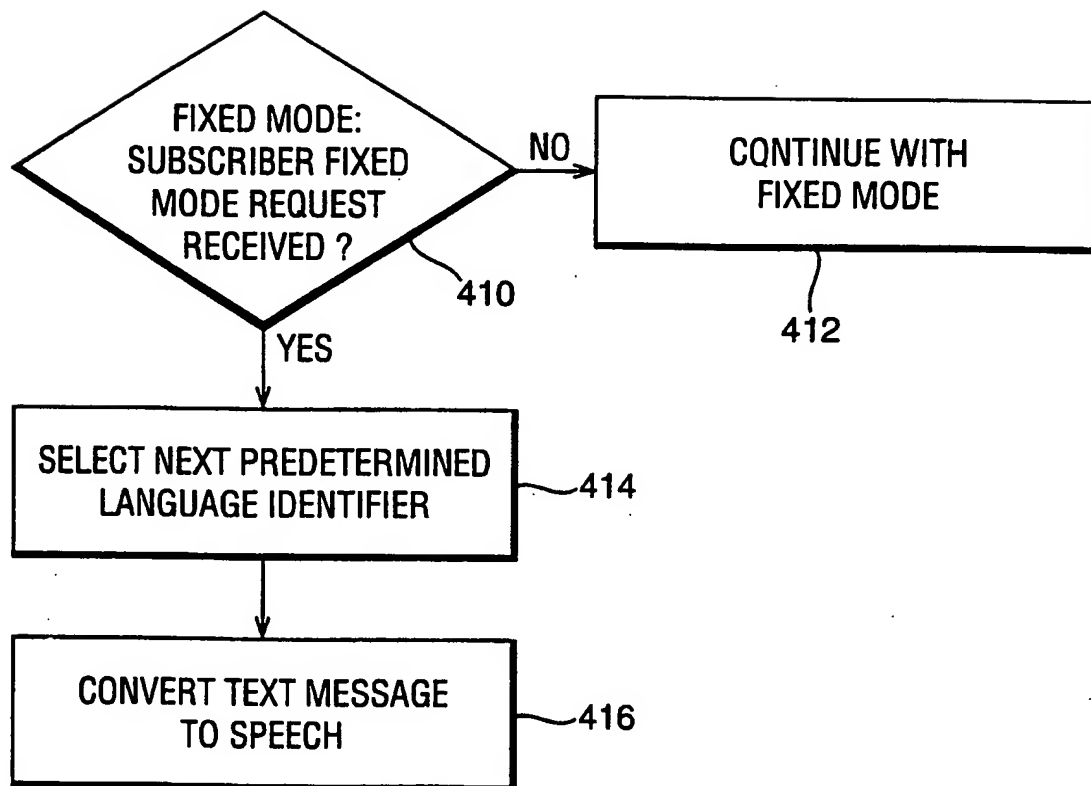 FIXED MODE:
SUBSCRIBER FIXED
MODE REQUEST
RECEIVED ?
410
NO
CONTINUE WITH
FIXED MODE
412
YES
SELECT NEXT PREDETERMINED
LANGUAGE IDENTIFIER
414
CONVERT TEXT MESSAGE
TO SPEECH
416